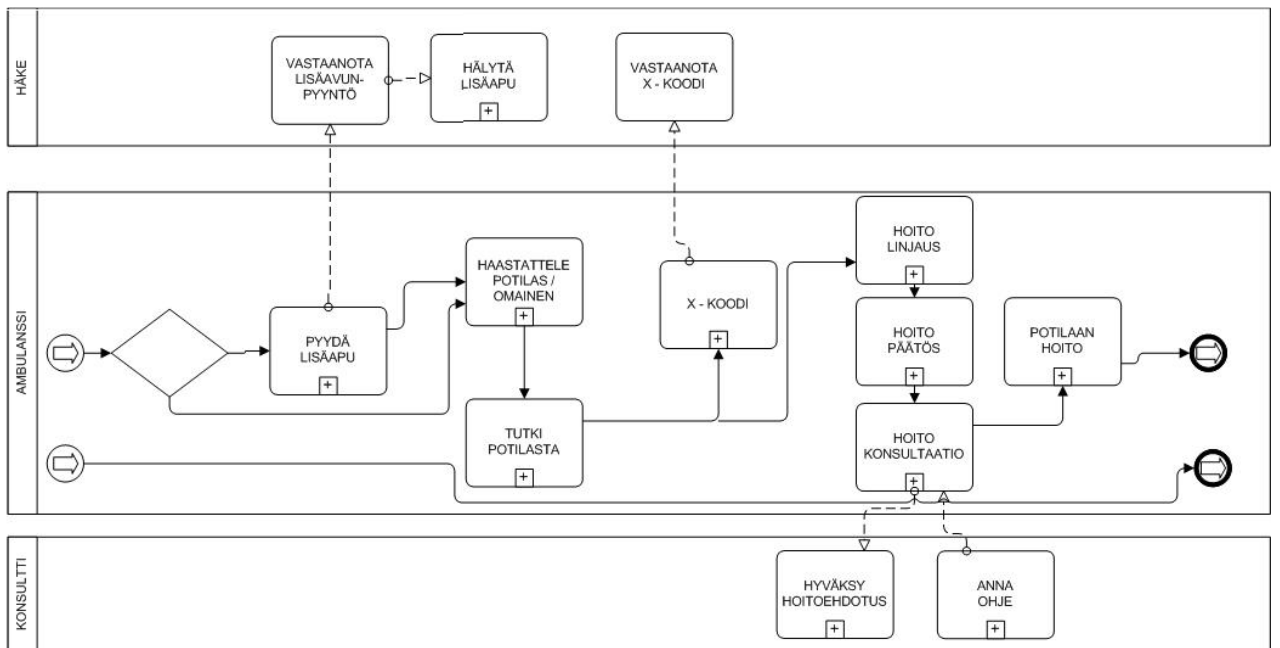 HÄKE
VASTAANOTA
LISÄAVUN-
PYYNTÖ
HÄLYTÄ
LISÄAPU
VASTAANOTA
X - KOODI
AMBULANSSI
PYYDÄ
LISÄAPU
HAASTATTELE
POTILAS /
OMAINEN
TUTKI
POTILASTA
X - KOODI
HOITO
LINJAUS
HOITO
PÄÄTÖS
HOITO
KONSULTAATIO
POTILAAN
HOITO
KONSULTTI
HYVÄKSY
HOITOEHDOTUS
ANNA
OHJE